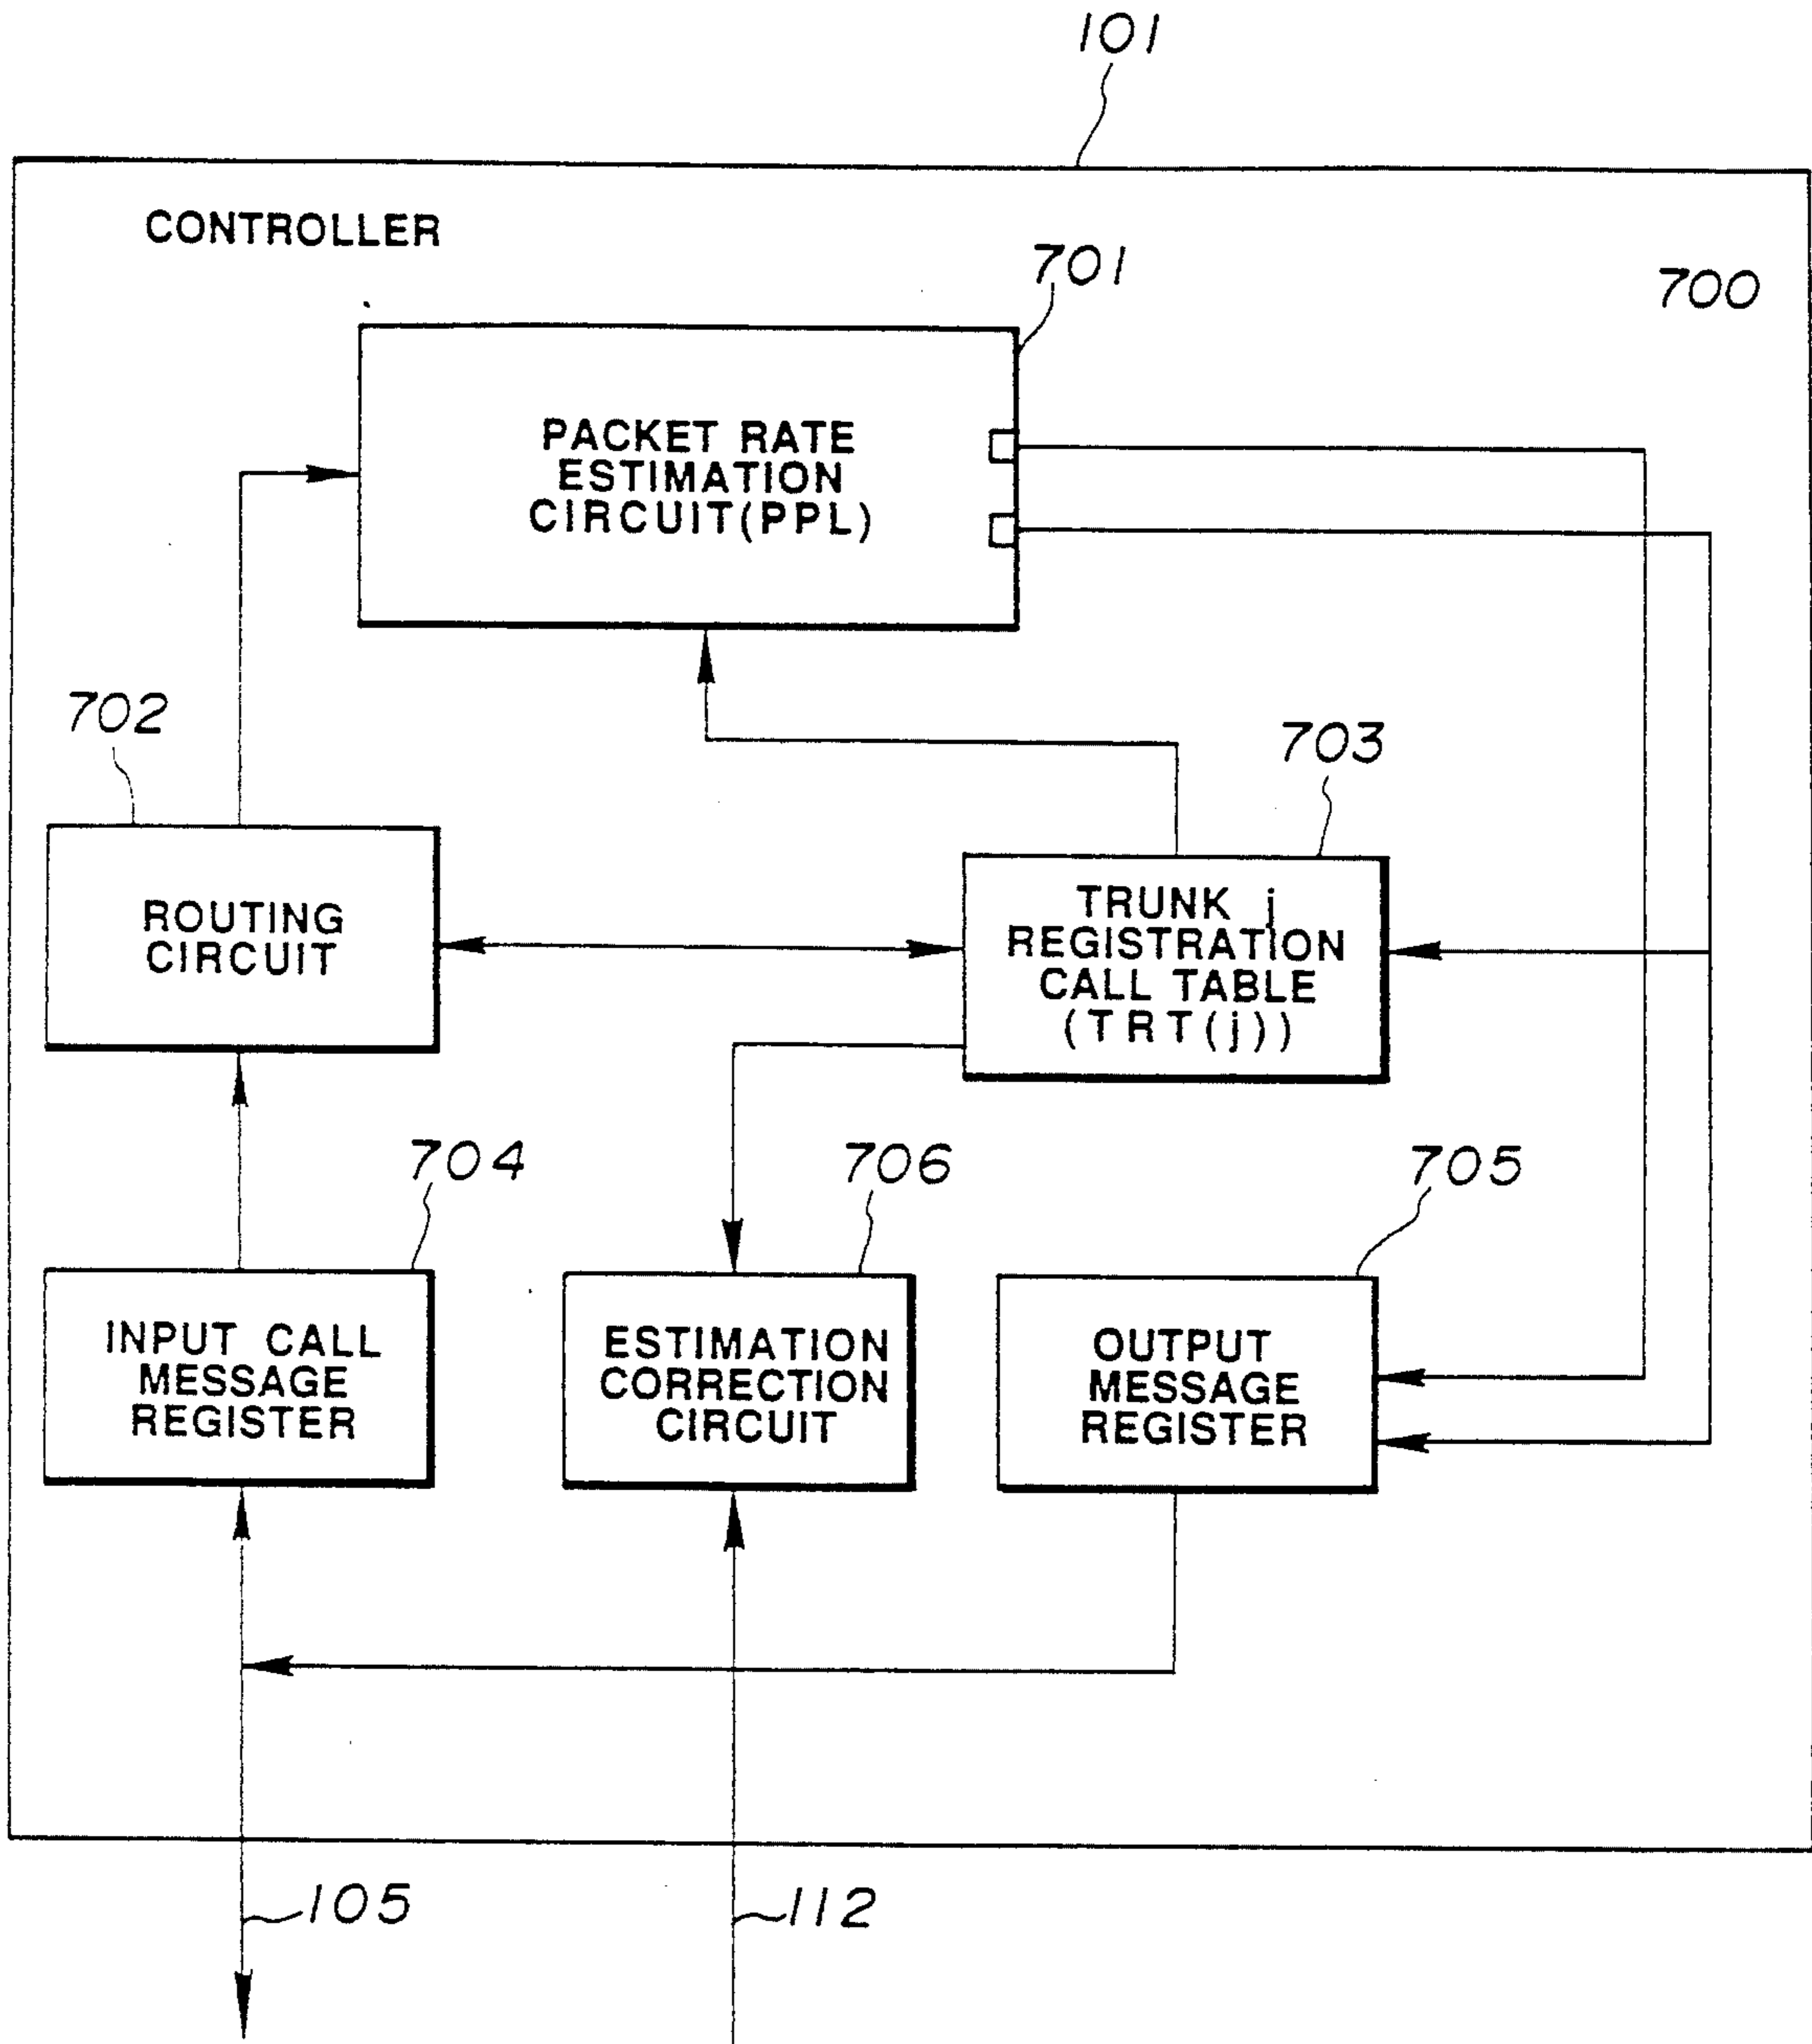 101
CONTROLLER
701
700
PACKET RATE
ESTIMATION
CIRCUIT(PPL)
702
703
ROUTING
CIRCUIT
TRUNK j
REGISTRATION
CALL TABLE
(TRT(j))
704
706
705
INPUT CALL
MESSAGE
REGISTER
ESTIMATION
CORRECTION
CIRCUIT
OUTPUT
MESSAGE
REGISTER
105
112